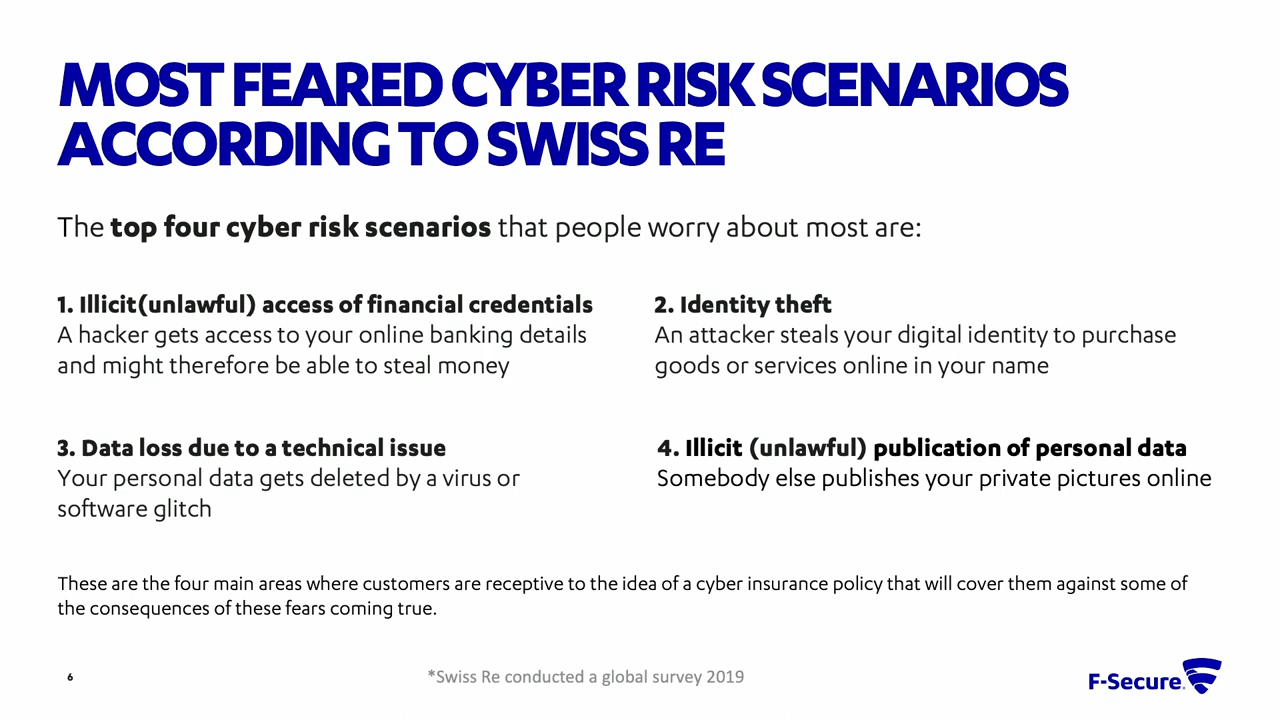 MOST FEARED CYBER RISK SCENARIOS
ACCORDING TO SWISS RE
The top four cyber risk scenarios that people worry about most are:
1. Illicit(unlawful) access of financial credentials
A hacker gets access to your online banking details
and might therefore be able to steal money
2. Identity theft
An attacker steals your digital identity to purchase
goods or services online in your name
3. Data loss due to a technical issue
Your personal data gets deleted by a virus or
software glitch
4. Illicit (unlawful) publication of personal data
Somebody else publishes your private pictures online
These are the four main areas where customers are receptive to the idea of a cyber insurance policy that will cover them against some of
the consequences of these fears coming true.
6
*Swiss Re conducted a global survey 2019
F-Secure